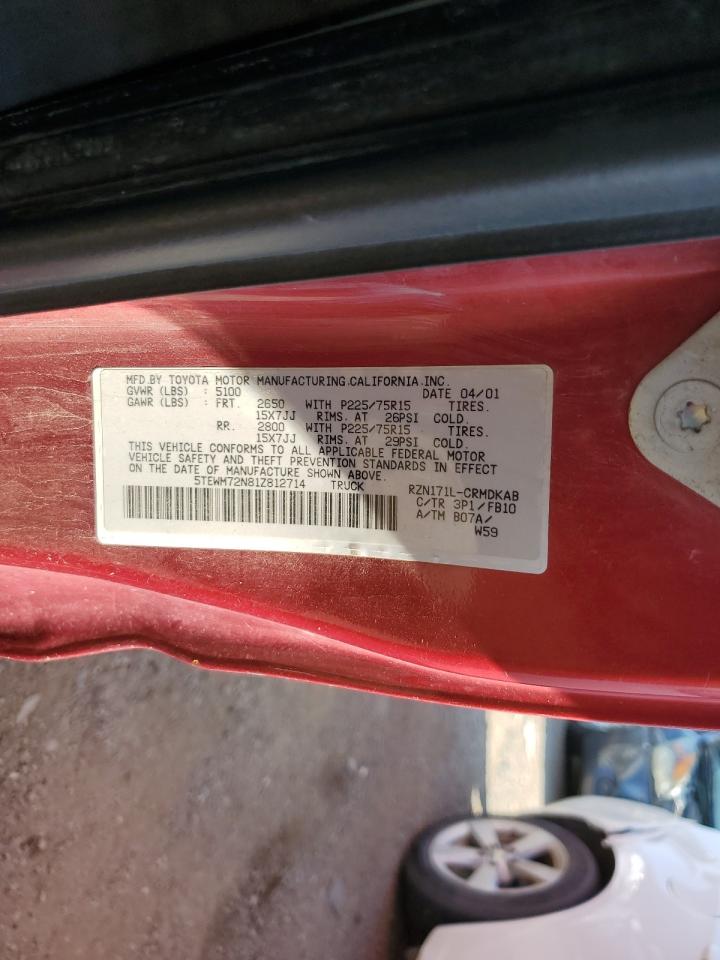 MFD.BY TOYOTA MOTOR MANUFACTURING.CALIFORNIA.INC.
GVWR (LBS) : 5100 DATE 04/01
GAWR (LBS) : FRT. 2650 WITH P225/75R15 TIRES.
15X7JJ RIMS. AT 26PSI COLD
RR. 2800 WITH P225/75R15 TIRES.
15X7JJ RIMS. AT 29PSI COLD.
THIS VEHICLE CONFORMS TO ALL APPLICABLE FEDERAL MOTOR
VEHICLE SAFETY AND THEFT PREVENTION STANDARDS IN EFFECT
ON THE DATE OF MANUFACTURE SHOWN ABOVE.
5TEWM72N81Z812714 TRUCK RZN171L-CRMDKAB
C/TR 3P1/FB10
A/TM B07A/
W59